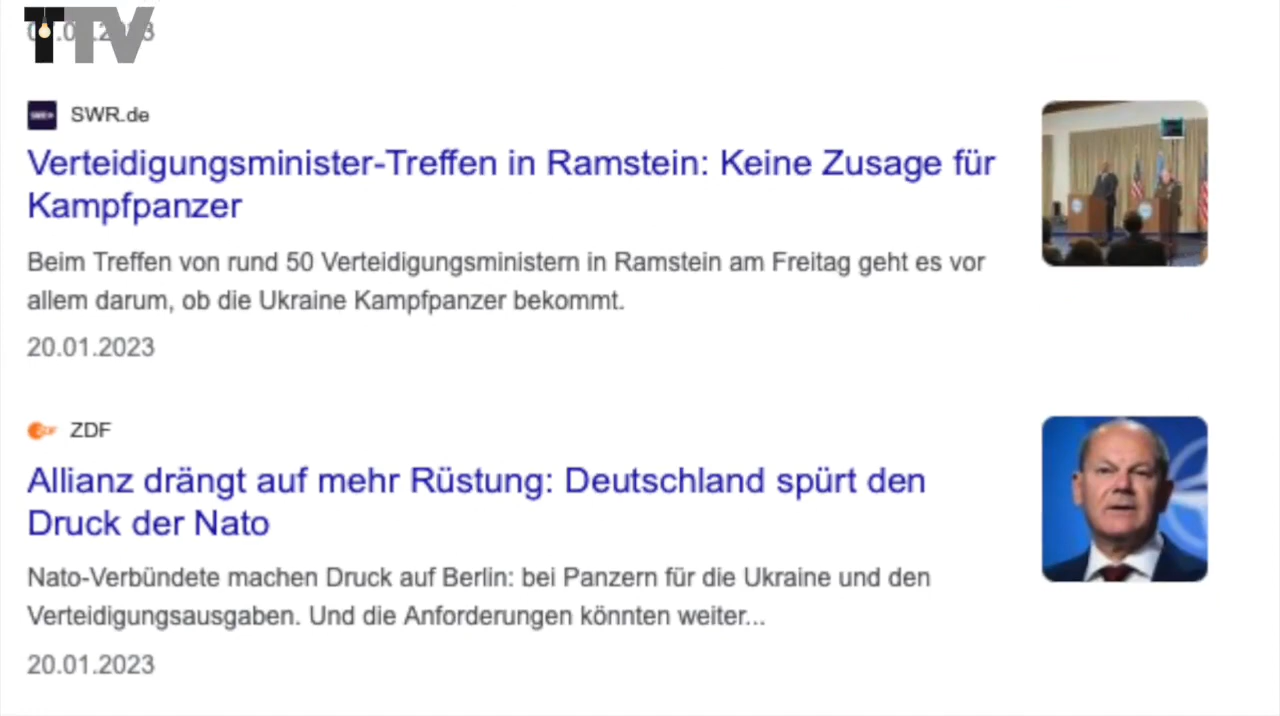 TTV
SWR.de
Verteidigungsminister-Treffen in Ramstein: Keine Zusage für
Kampfpanzer
Beim Treffen von rund 50 Verteidigungsministern in Ramstein am Freitag geht es vor
allem darum, ob die Ukraine Kampfpanzer bekommt.
20.01.2023
ZDF
Allianz drängt auf mehr Rüstung: Deutschland spürt den
Druck der Nato
Nato-Verbündete machen Druck auf Berlin: bei Panzern für die Ukraine und den
Verteidigungsausgaben. Und die Anforderungen könnten weiter...
20.01.2023